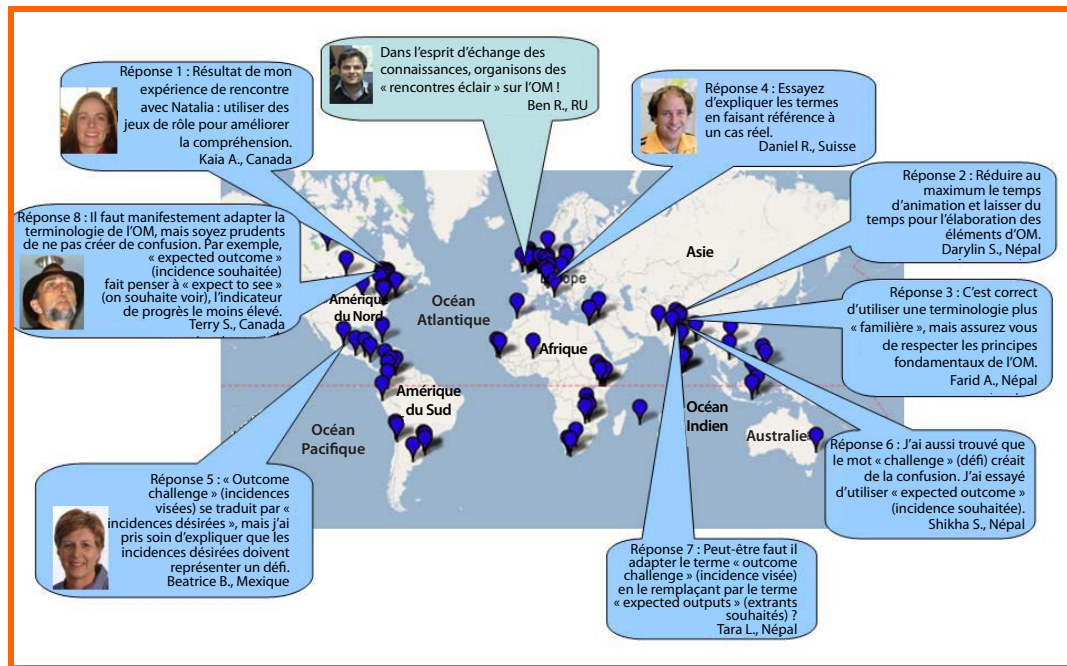 Dans l’esprit d’échange des
connaissances, organisons des
« rencontres éclair » sur l’OM !
Ben R., RU
Réponse 1 : Résultat de mon
expérience de rencontre
avec Natalia : utiliser des
jeux de rôle pour améliorer
la compréhension.
Kaia A., Canada
Réponse 4 : Essayez
d’expliquer les termes
en faisant référence à
un cas réel.
Daniel R., Suisse
Réponse 2 : Réduire au
maximum le temps
d’animation et laisser du
temps pour l’élaboration des
éléments d’OM.
Darylin S., Népal
Réponse 8 : Il faut manifestement adapter la
terminologie de l’OM, mais soyez prudents
de ne pas créer de confusion. Par exemple,
« expected outcome »
(incidence souhaitée)
fait penser à « expect to see »
(on souhaite voir), l’indicateur
de progrès le moins élevé.
Terry S., Canada
Réponse 3 : C’est correct
d’utiliser une terminologie plus
« familière », mais assurez vous
de respecter les principes
fondamentaux de l’OM.
Farid A., Népal
Asie
Europe
Amérique
du Nord
Océan
Atlantique
Afrique
Amérique
du Sud
Océan
Indien
Océan
Pacifique
Australie
Réponse 6 : J’ai aussi trouvé que
le mot « challenge » (défi) créait
de la confusion. J’ai essayé
d’utiliser « expected outcome »
(incidence souhaitée).
Shikha S., Népal
Réponse 5 : « Outcome
challenge » (incidences
visées) se traduit par «
incidences désirées », mais j’ai
pris soin d’expliquer que les
incidences désirées doivent
représenter un défi.
Beatrice B., Mexique
Réponse 7 : Peut-être faut il
adapter le terme « outcome
challenge » (incidence visée)
en le remplaçant par le terme
« expected outputs » (extrants
souhaités) ?
Tara L., Népal